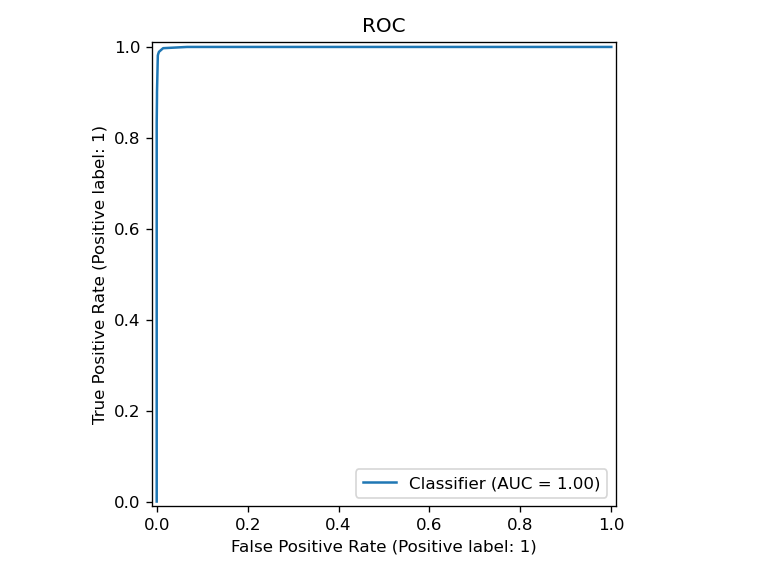 ROC
1.0
0.8
0.6
0.4
0.2
0.0
True Positive Rate (Positive label: 1)
Classifier (AUC = 1.00)
0.0 0.2 0.4 0.6 0.8 1.0
False Positive Rate (Positive label: 1)